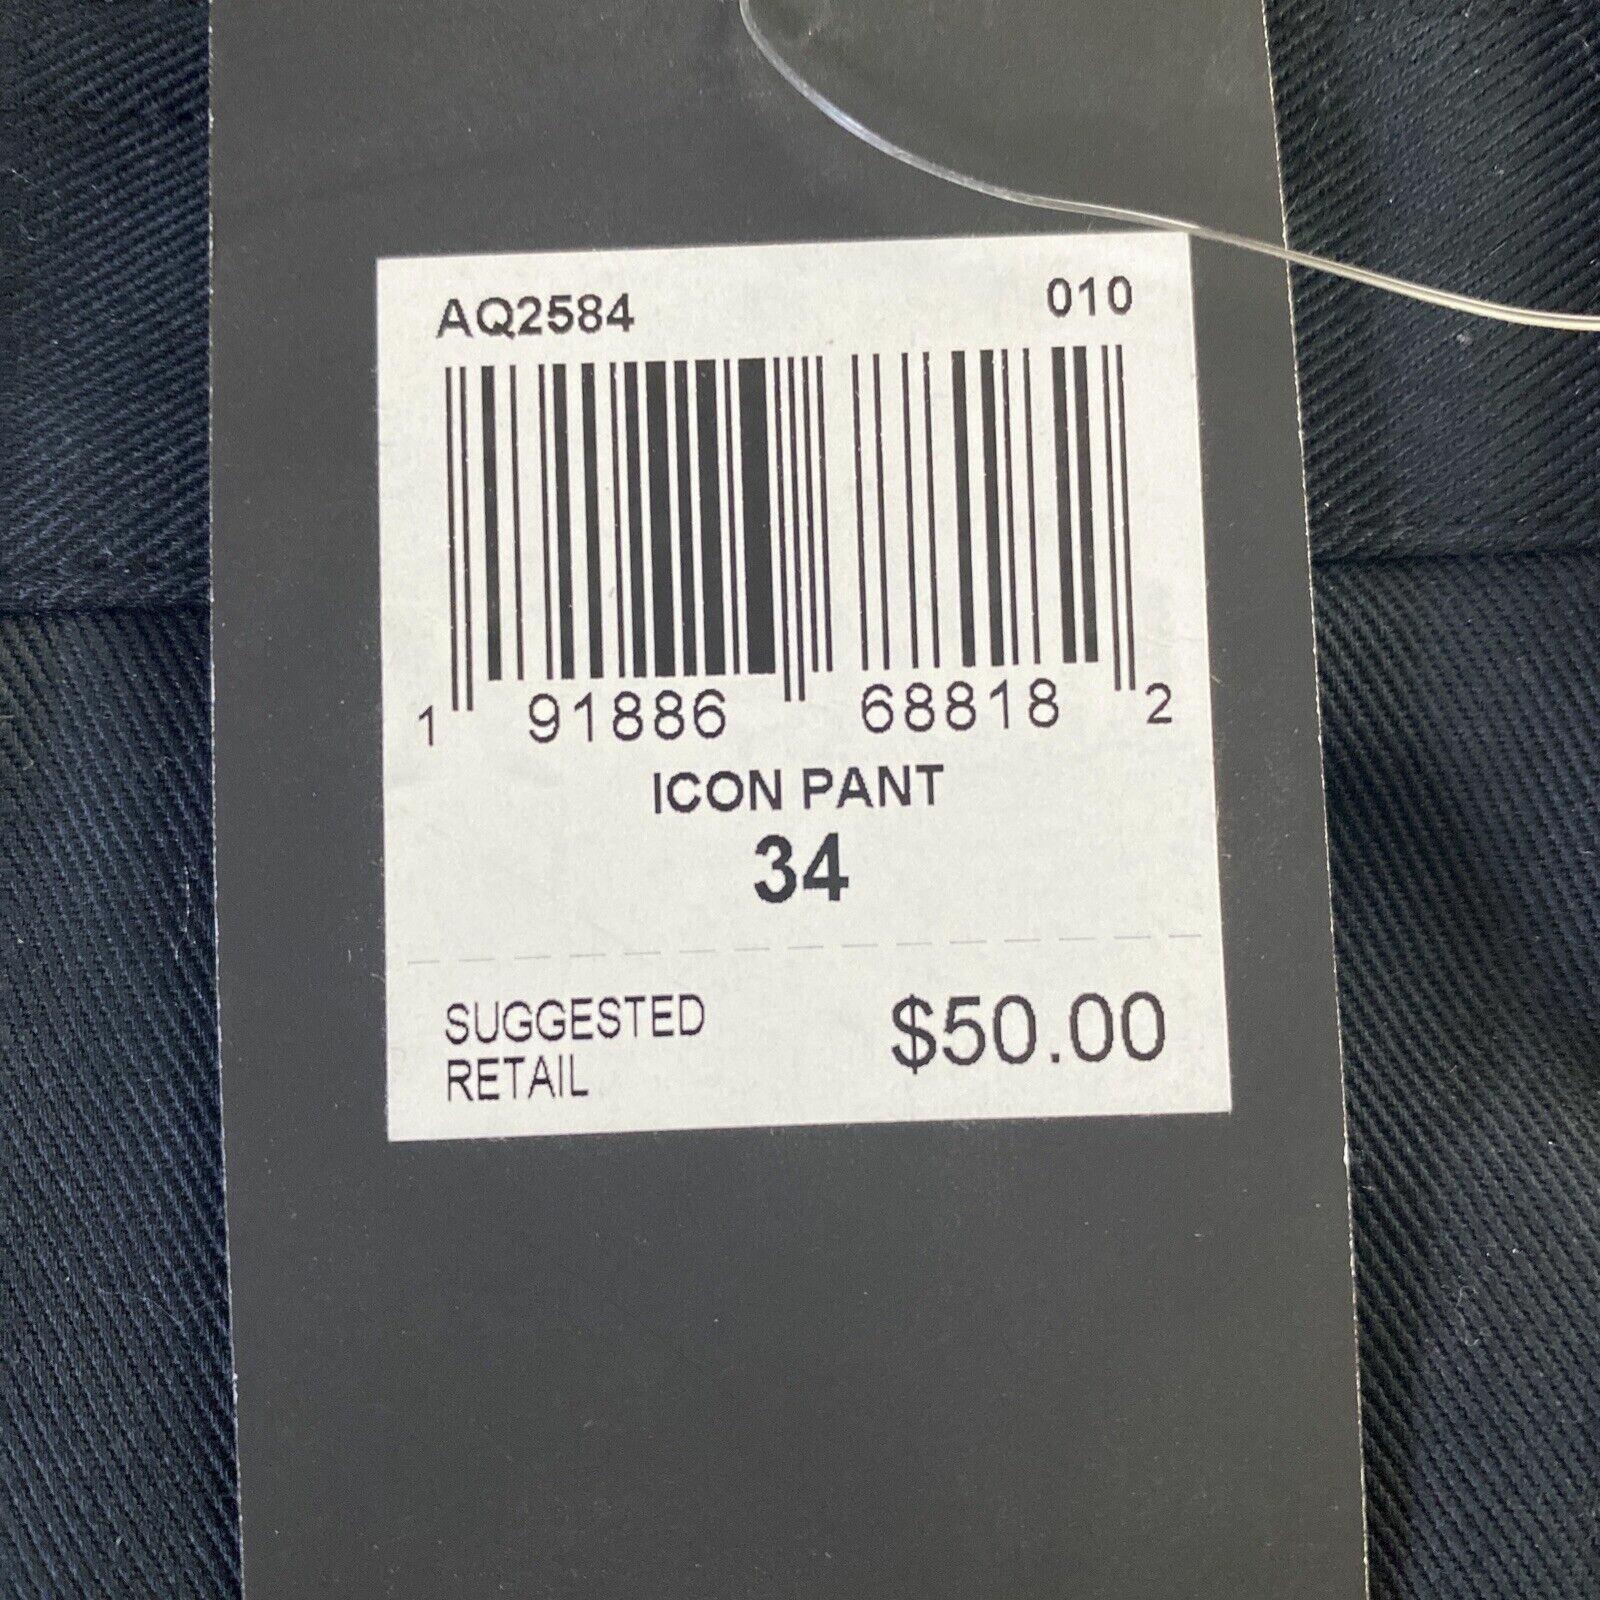 AQ2584 010
1 91886 68818 2
ICON PANT
34
SUGGESTED
RETAIL
$50.00